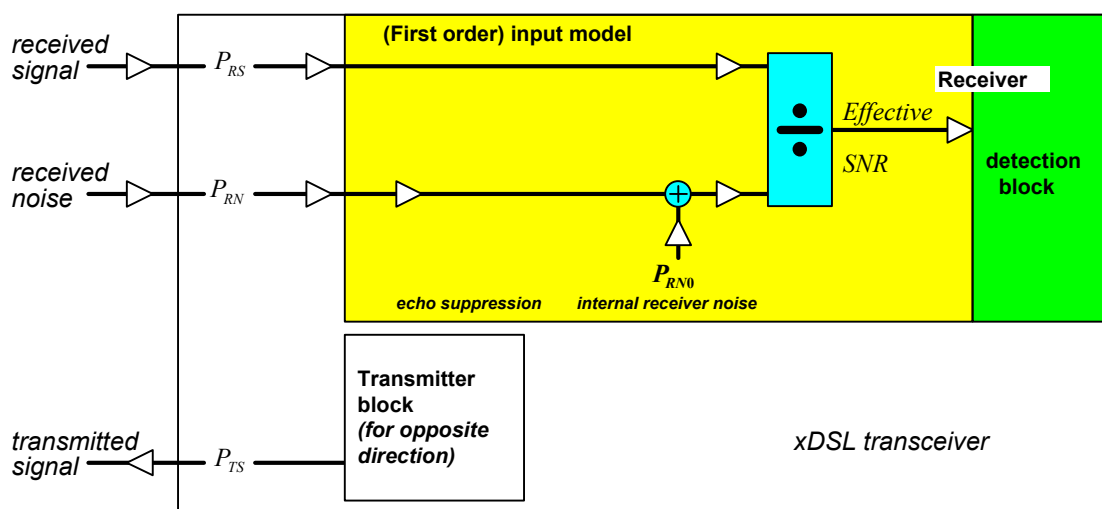 received
signal
P_RS
(First order) input model
Receiver
Effective
SNR
÷
detection
block
received
noise
P_RN
+
P_RN0
echo suppression
internal receiver noise
Transmitter
block
(for opposite
direction)
transmitted
signal
P_TS
xDSL transceiver